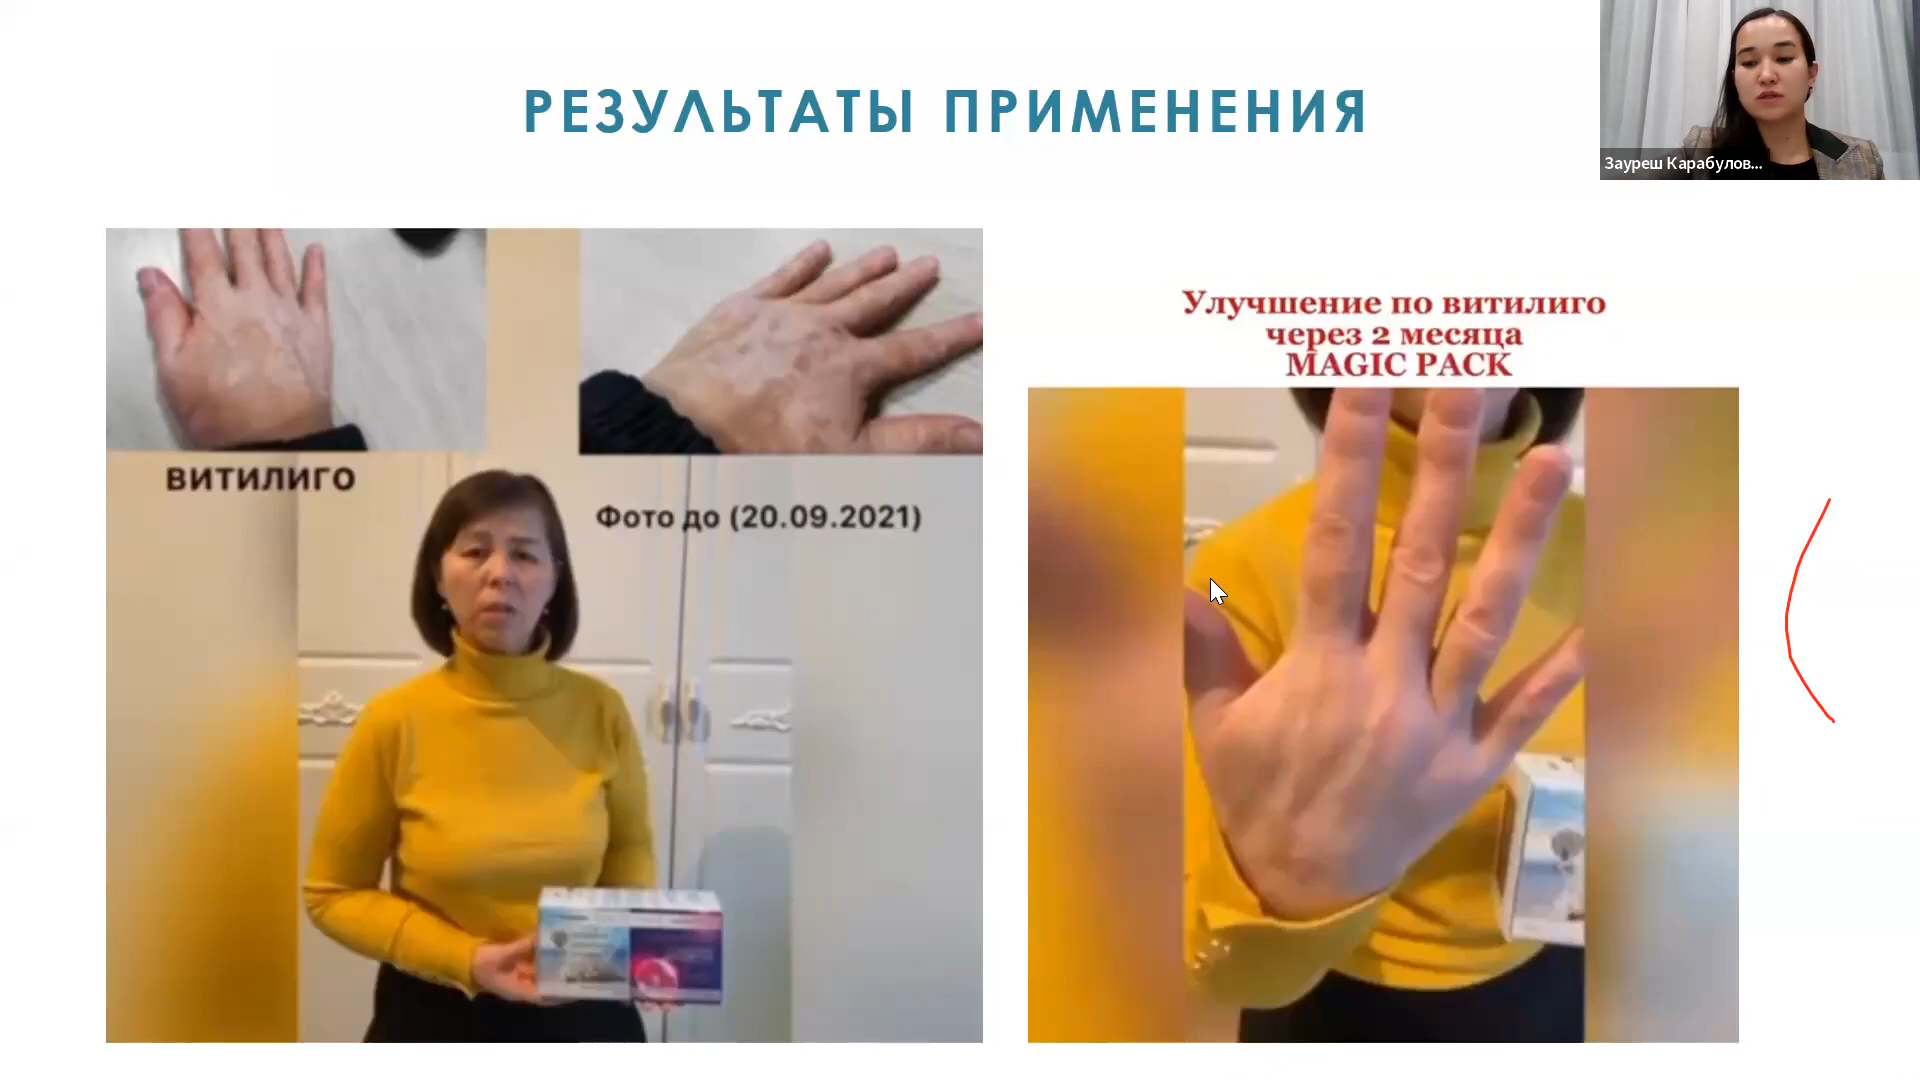 РЕЗУЛЬТАТЫ ПРИМЕНЕНИЯ
Зауреш Карабулов...
ВИТИЛИГО
Фото до (20.09.2021)
Улучшение по витилиго
через 2 месяца
MAGIC PACK